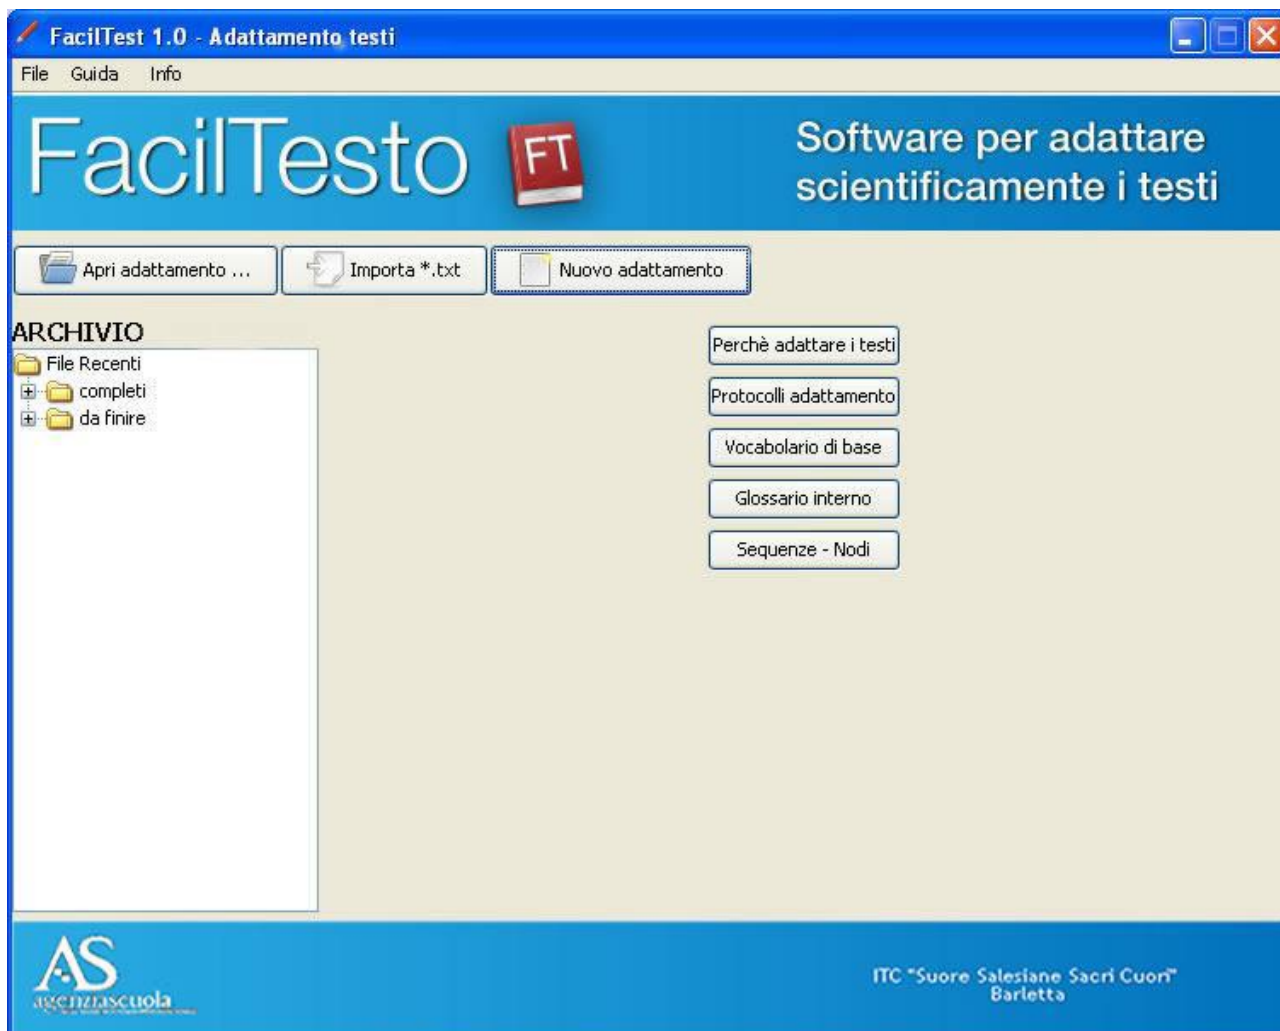 FacilTest 1.0 - Adattamento testi
File Guida Info
FacilTesto
FT
Software per adattare
scientificamente i testi
Apri adattamento ...
Importa *.txt
Nuovo adattamento
ARCHIVIO
File Recenti
completi
da finire
Perchè adattare i testi
Protocolli adattamento
Vocabolario di base
Glossario interno
Sequenze - Nodi
AS
agenziascuola
ITC "Suore Salesiane Sacri Cuori"
Barletta